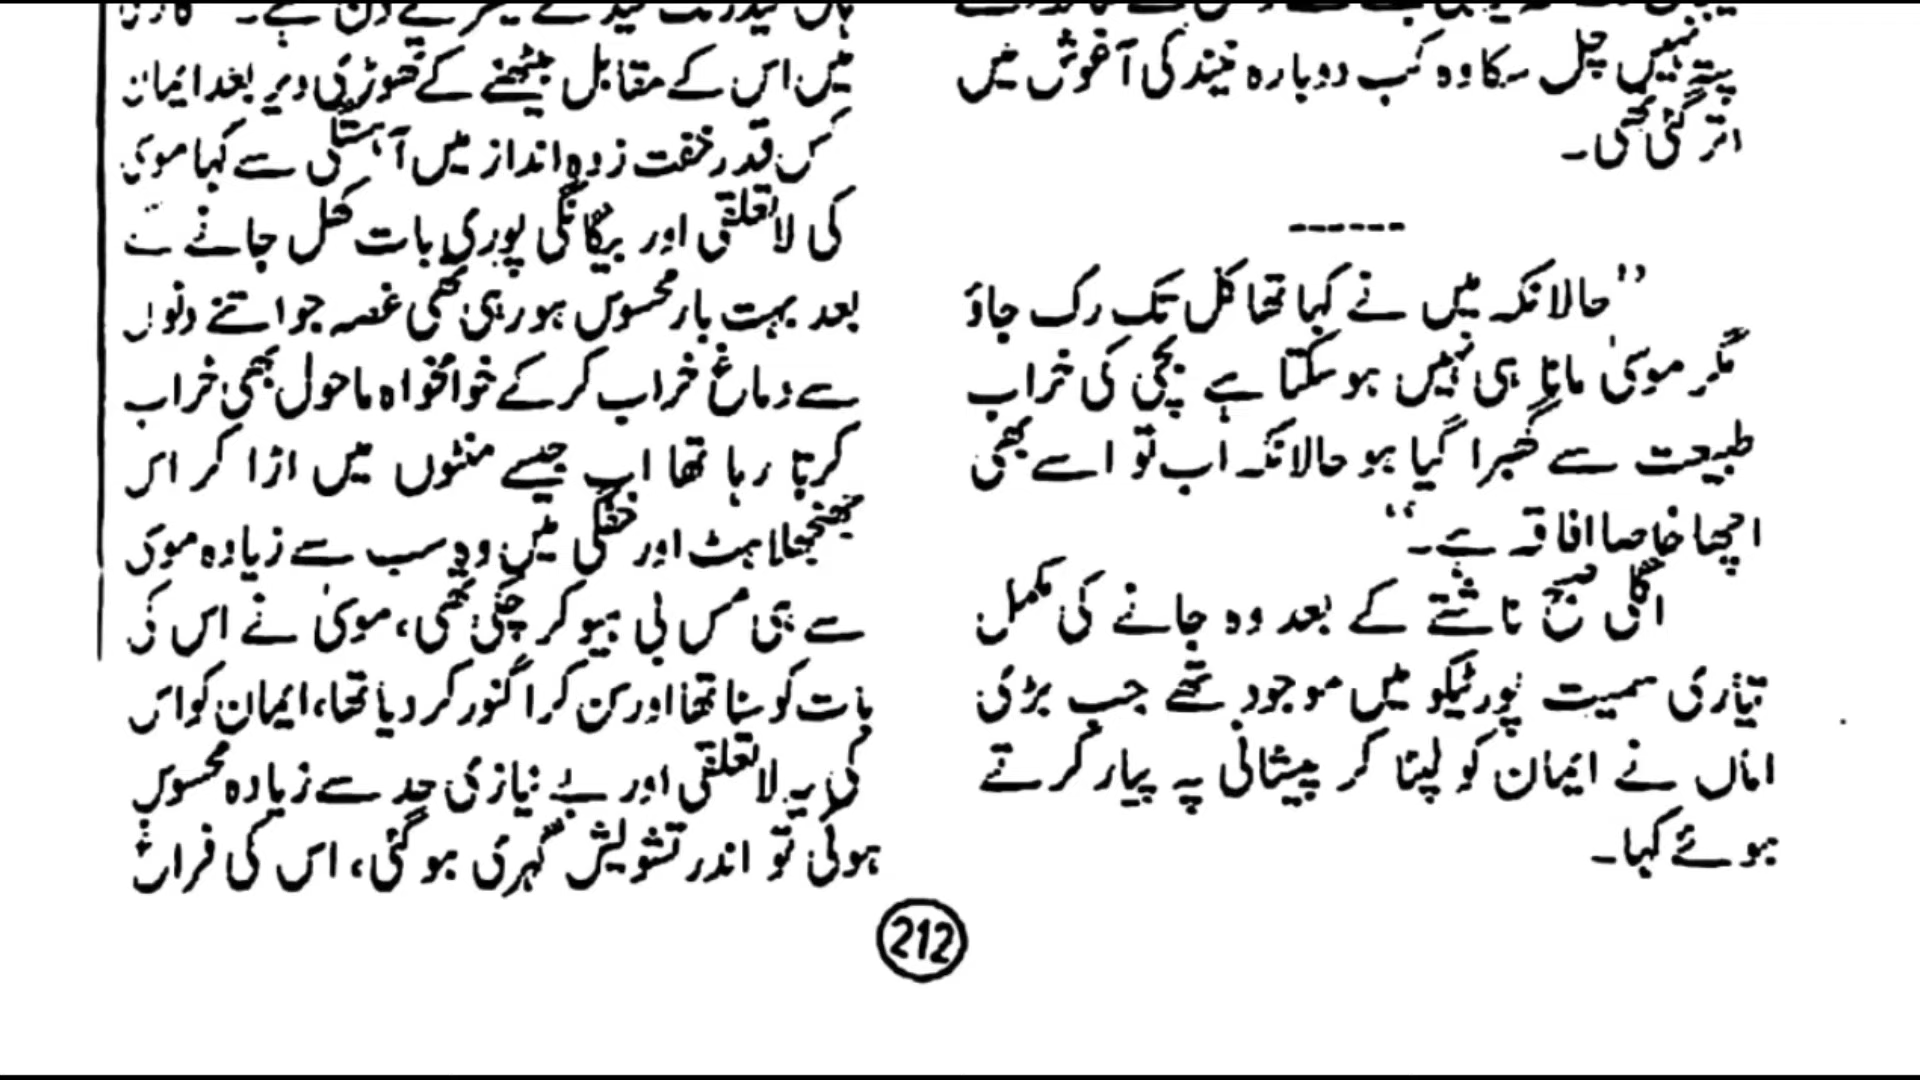 پتہ نہیں چل سکا وہ کب دوبارہ نیند کی آغوش میں
اتر گئی تھی۔
------
”حالانکہ میں نے کہا تھا کل تک رک جاؤ
مگر موسیٰ مانا ہی نہیں ہو سکتا ہے بچی کی خراب
طبیعت سے گھبرا گیا ہو حالانکہ اب تو اسے بھی
اچھا خاصا افاقہ ہے۔“
اگلی صبح ناشتے کے بعد وہ جانے کی مکمل
تیاری سمیت پورٹیکو میں موجود تھے جب بڑی
اماں نے ایمان کو لپٹا کر پیشانی پہ پیار کرتے
ہوئے کہا۔
میں اس کے مقابل بیٹھنے کے تھوڑی دیر بعد ایمان
کس قدر خفت زدہ انداز میں آہستگی سے کہا موسیٰ
کی لاتعلقی اور بیگانگی پوری بات کھل جانے کے
بعد بہت بار محسوس ہو رہی تھی غصہ جو اتنے دنوں
سے دماغ خراب کر کے خوامخواہ ماحول بھی خراب
کرتا رہا تھا اب جیسے منٹوں میں اڑا کر اس
جھنجھلاہٹ اور خفگی میں وہ سب سے زیادہ موسیٰ
سے ہی مس بی ہیو کر چکی تھی، موسیٰ نے اس کی
بات کو سنا تھا اور سن کر اگنور کر دیا تھا، ایمان کو اس
کی یہ لاتعلقی اور بے نیازی حد سے زیادہ محسوس
ہوئی تو اندر تشویش گہری ہو گئی، اس کی
212